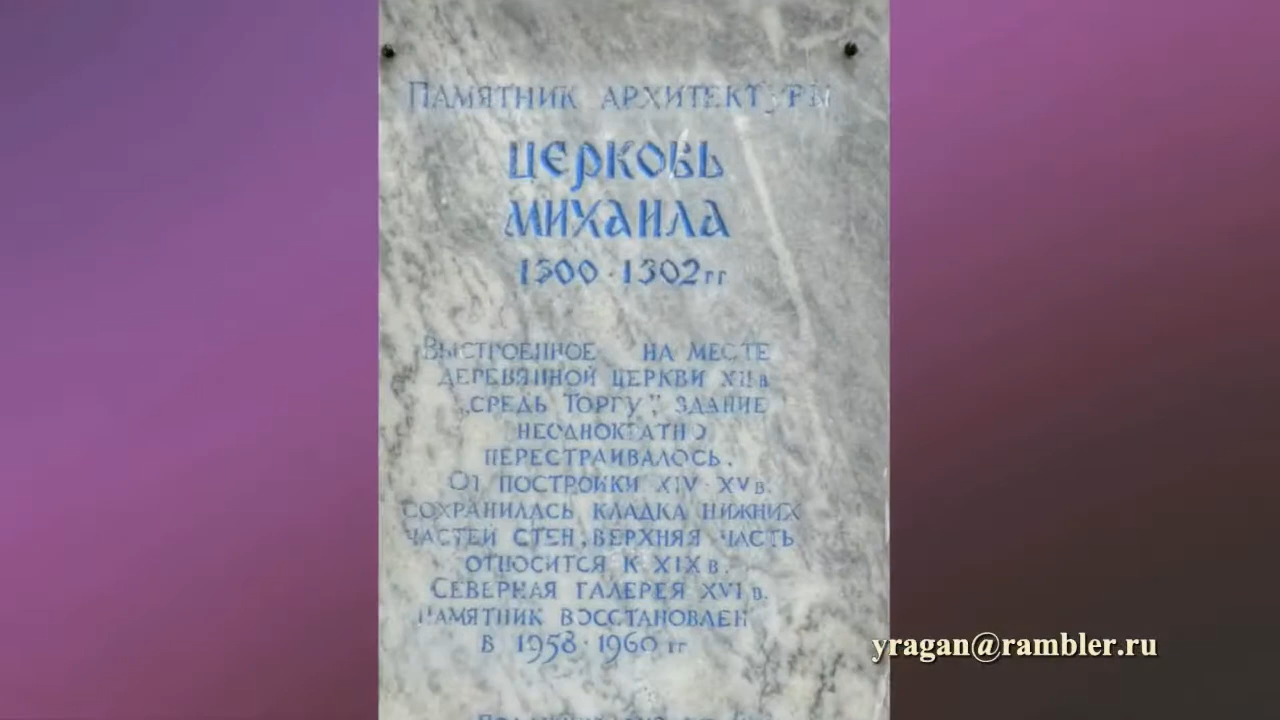 ПАМЯТНИК АРХИТЕКТУРЫ
ЦЕРКОВЬ
МИХАИЛА
1300-1302 гг
ВЫСТРОЕННОЕ НА МЕСТЕ
ДЕРЕВЯННОЙ ЦЕРКВИ XII в
„СРЕДЬ ТОРГУ", ЗДАНИЕ
НЕОДНОКРАТНО
ПЕРЕСТРАИВАЛОСЬ.
ОТ ПОСТРОЙКИ XIV-XV в.
СОХРАНИЛАСЬ КЛАДКА НИЖНИХ
ЧАСТЕЙ СТЕН, ВЕРХНЯЯ ЧАСТЬ
ОТНОСИТСЯ К XIX в.
СЕВЕРНАЯ ГАЛЕРЕЯ XVI в.
ПАМЯТНИК ВОССТАНОВЛЕН
В 1958-1960 гг
yragan@rambler.ru